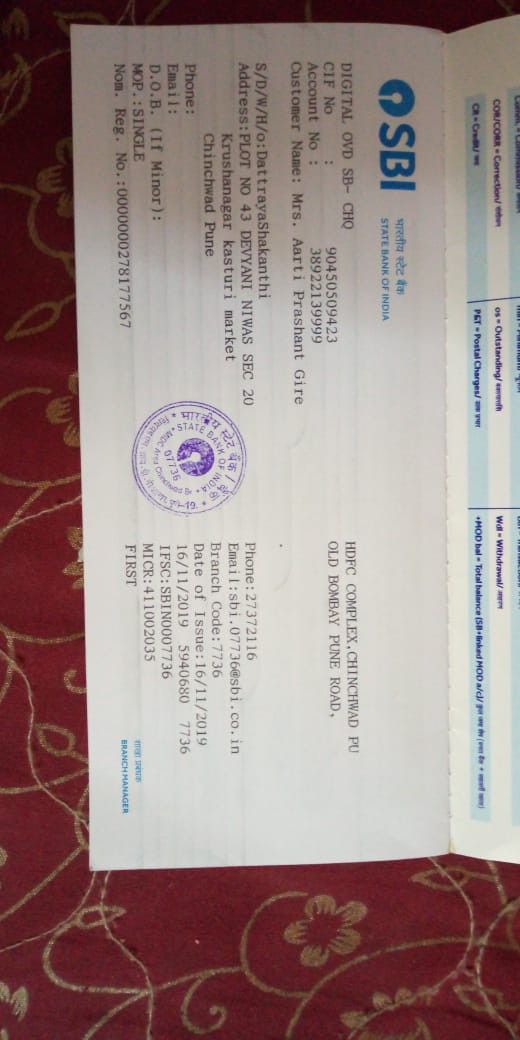 COR/CORR = Correction/ संशोधन
os = Outstanding/ बकायाराशि
Wdl = Withdrawal/ आहरण
CR = Credit/ जमा
P&T = Postal Charges/ डाक प्रभार
+MOD bal = Total balance (SB+linked MOD a/c)/
SBI
भारतीय स्टेट बैंक
STATE BANK OF INDIA
DIGITAL OVD SB- CHQ
CIF No : 90450509423
Account No : 38922139999
Customer Name: Mrs. Aarti Prashant Gire
S/D/W/H/o:DattrayaShakanthi
Address:PLOT NO 43 DEVYANI NIWAS SEC 20
Krushanagar kasturi market
Chinchwad Pune
Phone:
Email:
D.O.B. (If Minor):
MOP.:SINGLE
Nom. Reg. No.:0000000278177567
HDFC COMPLEX,CHINCHWAD PU
OLD BOMBAY PUNE ROAD,
Phone:27372116
Email:sbi.07736@sbi.co.in
Branch Code:7736
Date of Issue:16/11/2019
16/11/2019 5940680 7736
IFSC:SBIN0007736
MICR:411002035
FIRST
शाखा प्रबंधक
BRANCH MANAGER
भारतीय स्टेट बैंक
STATE BANK OF INDIA
07736
MIDC Area Chinchwad Br